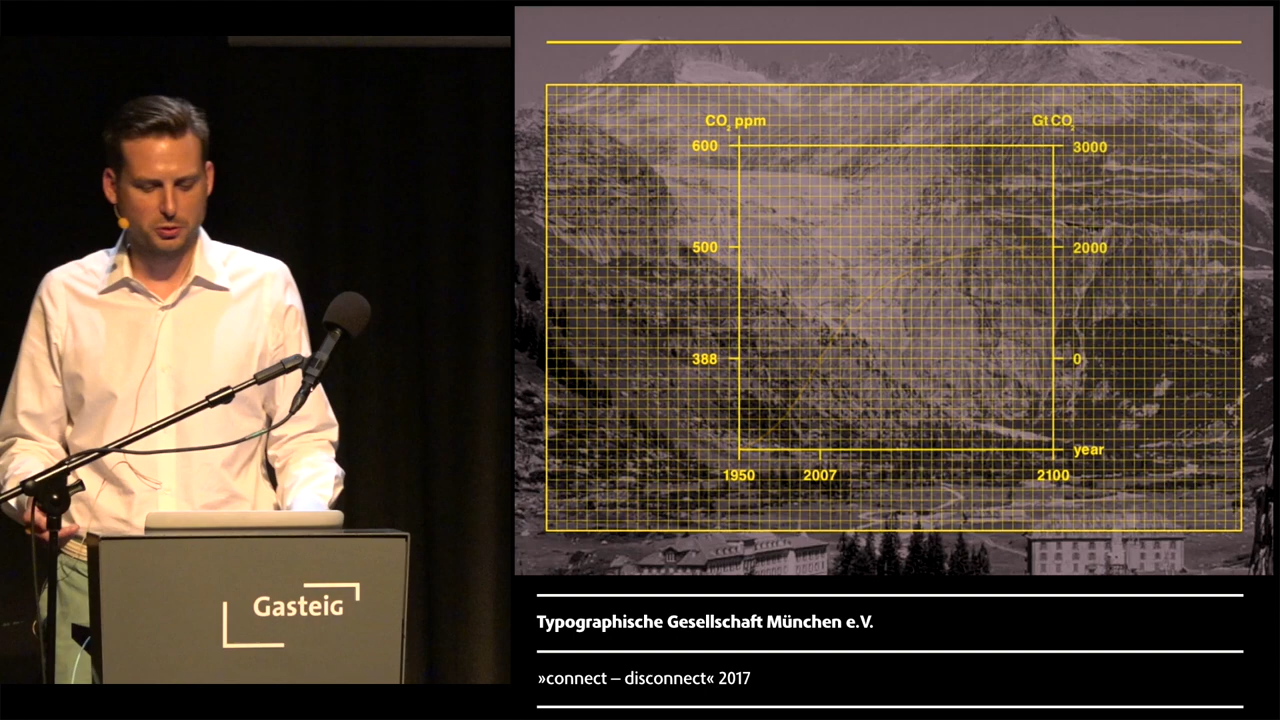 Gasteig
CO2 ppm
Gt CO2
600
3000
500
2000
388
0
year
1950 2007 2100
Typographische Gesellschaft München e.V.
»connect – disconnect« 2017